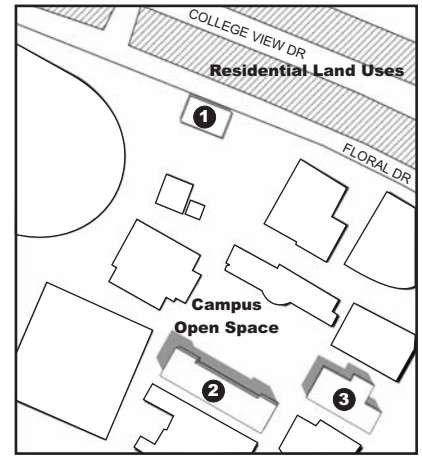 COLLEGE VIEW DR
Residential Land Uses
1
FLORAL DR
Campus
Open Space
2
3